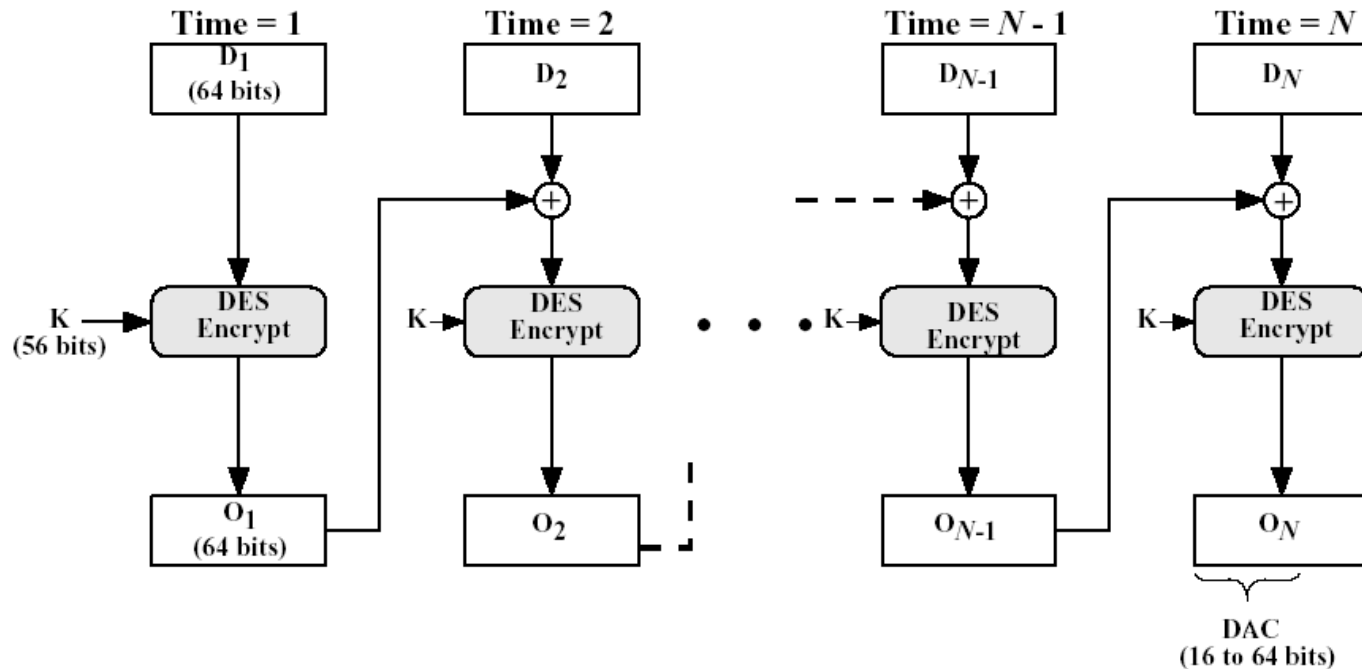 Time = 1
Time = 2
Time = N - 1
Time = N
D1
(64 bits)
D2
DN-1
DN
+
+
+
K
(56 bits)
DES
Encrypt
K
DES
Encrypt
K
DES
Encrypt
K
DES
Encrypt
O1
(64 bits)
O2
ON-1
ON
DAC
(16 to 64 bits)